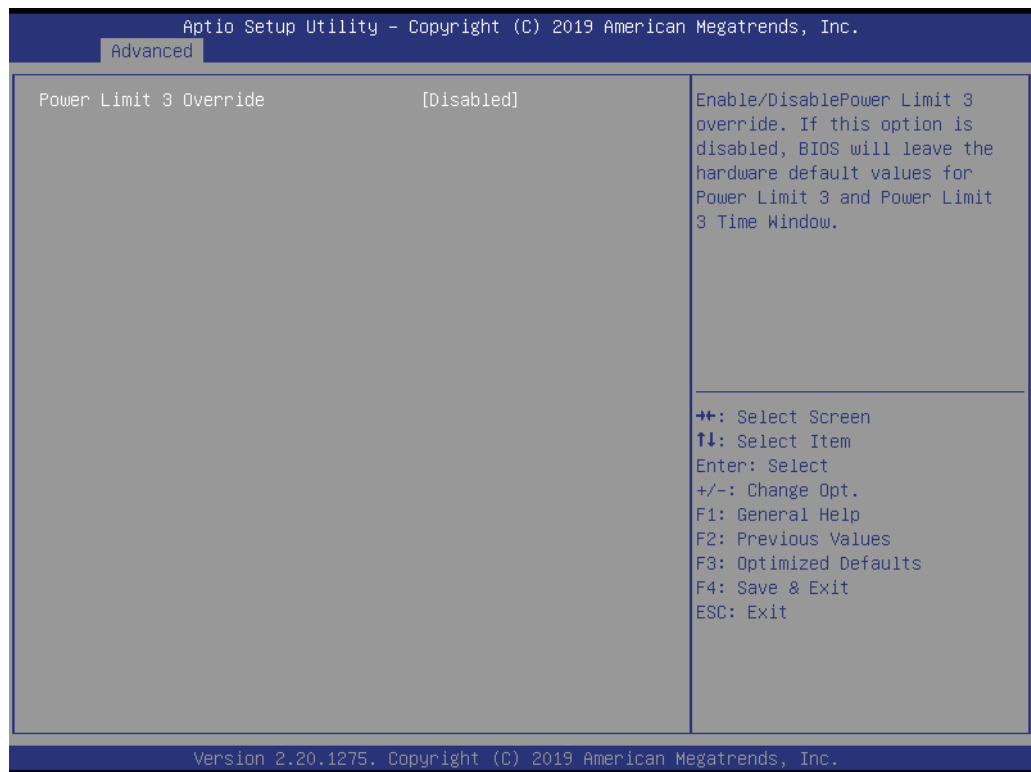 Aptio Setup Utility – Copyright (C) 2019 American Megatrends, Inc.
Advanced
Power Limit 3 Override [Disabled]
Enable/DisablePower Limit 3
override. If this option is
disabled, BIOS will leave the
hardware default values for
Power Limit 3 and Power Limit
3 Time Window.
→←: Select Screen
↑↓: Select Item
Enter: Select
+/-: Change Opt.
F1: General Help
F2: Previous Values
F3: Optimized Defaults
F4: Save & Exit
ESC: Exit
Version 2.20.1275. Copyright (C) 2019 American Megatrends, Inc.